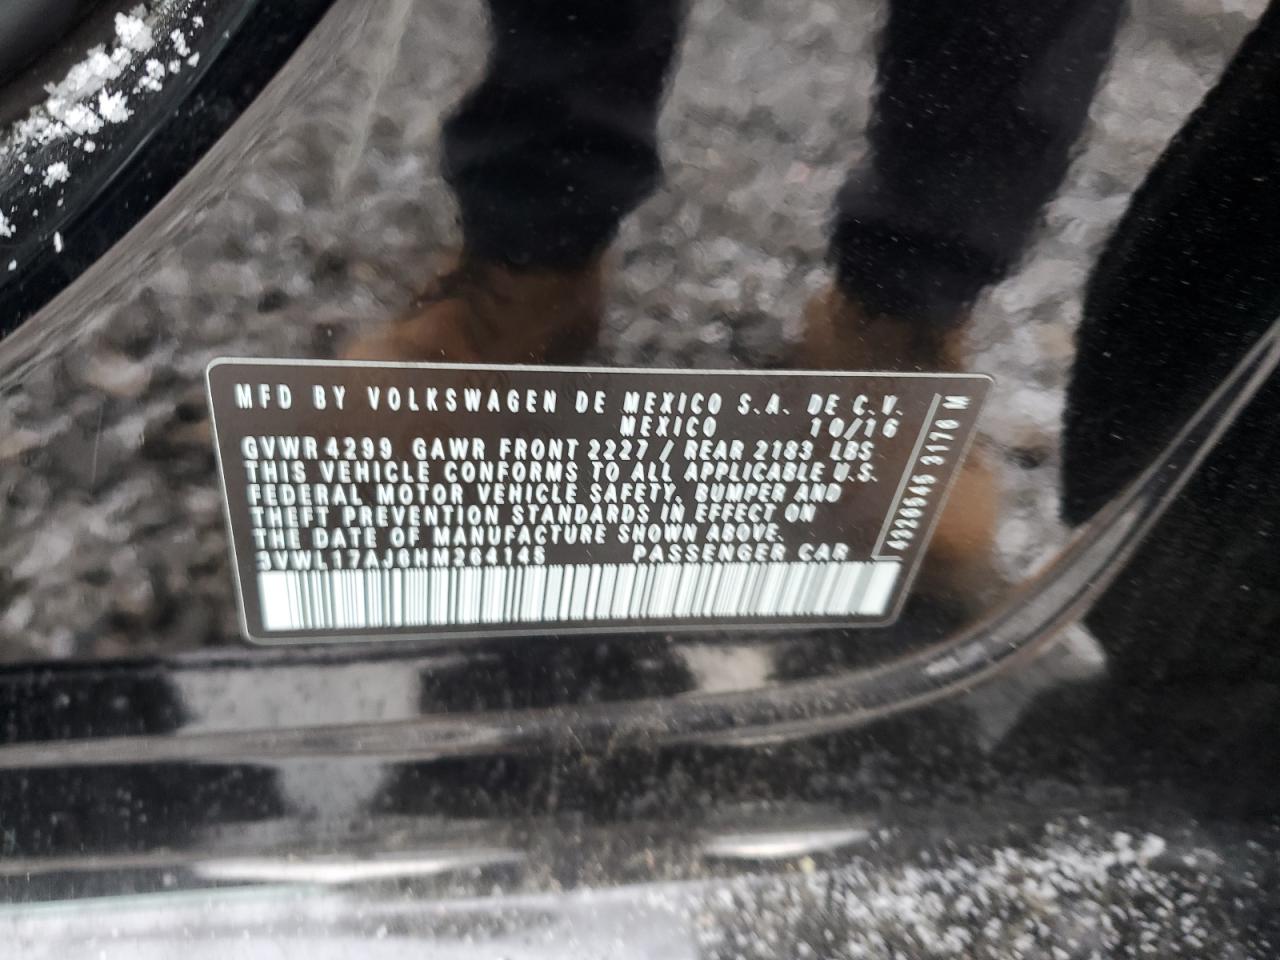 MFD BY VOLKSWAGEN DE MEXICO S.A. DE C.V.
MEXICO 10/16
GVWR 4299 GAWR FRONT 2227 / REAR 2183 LBS
THIS VEHICLE CONFORMS TO ALL APPLICABLE U.S.
FEDERAL MOTOR VEHICLE SAFETY, BUMPER AND
THEFT PREVENTION STANDARDS IN EFFECT ON
THE DATE OF MANUFACTURE SHOWN ABOVE.
3VWL17AJ6HM264145 PASSENGER CAR
3176 M